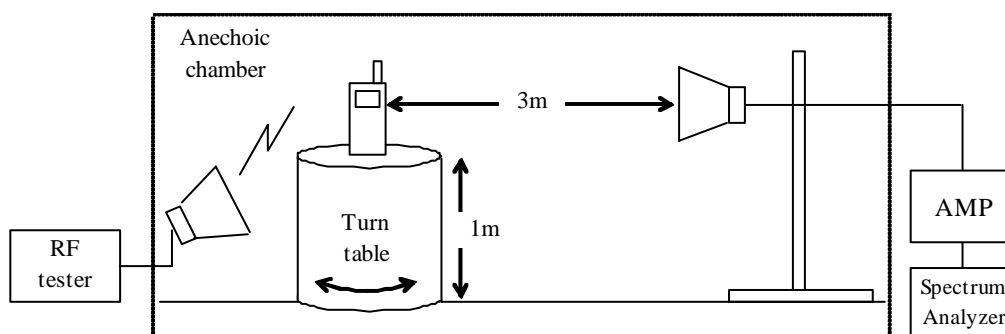 Anechoic
chamber
3m
Turn
table
1m
RF
tester
AMP
Spectrum
Analyzer